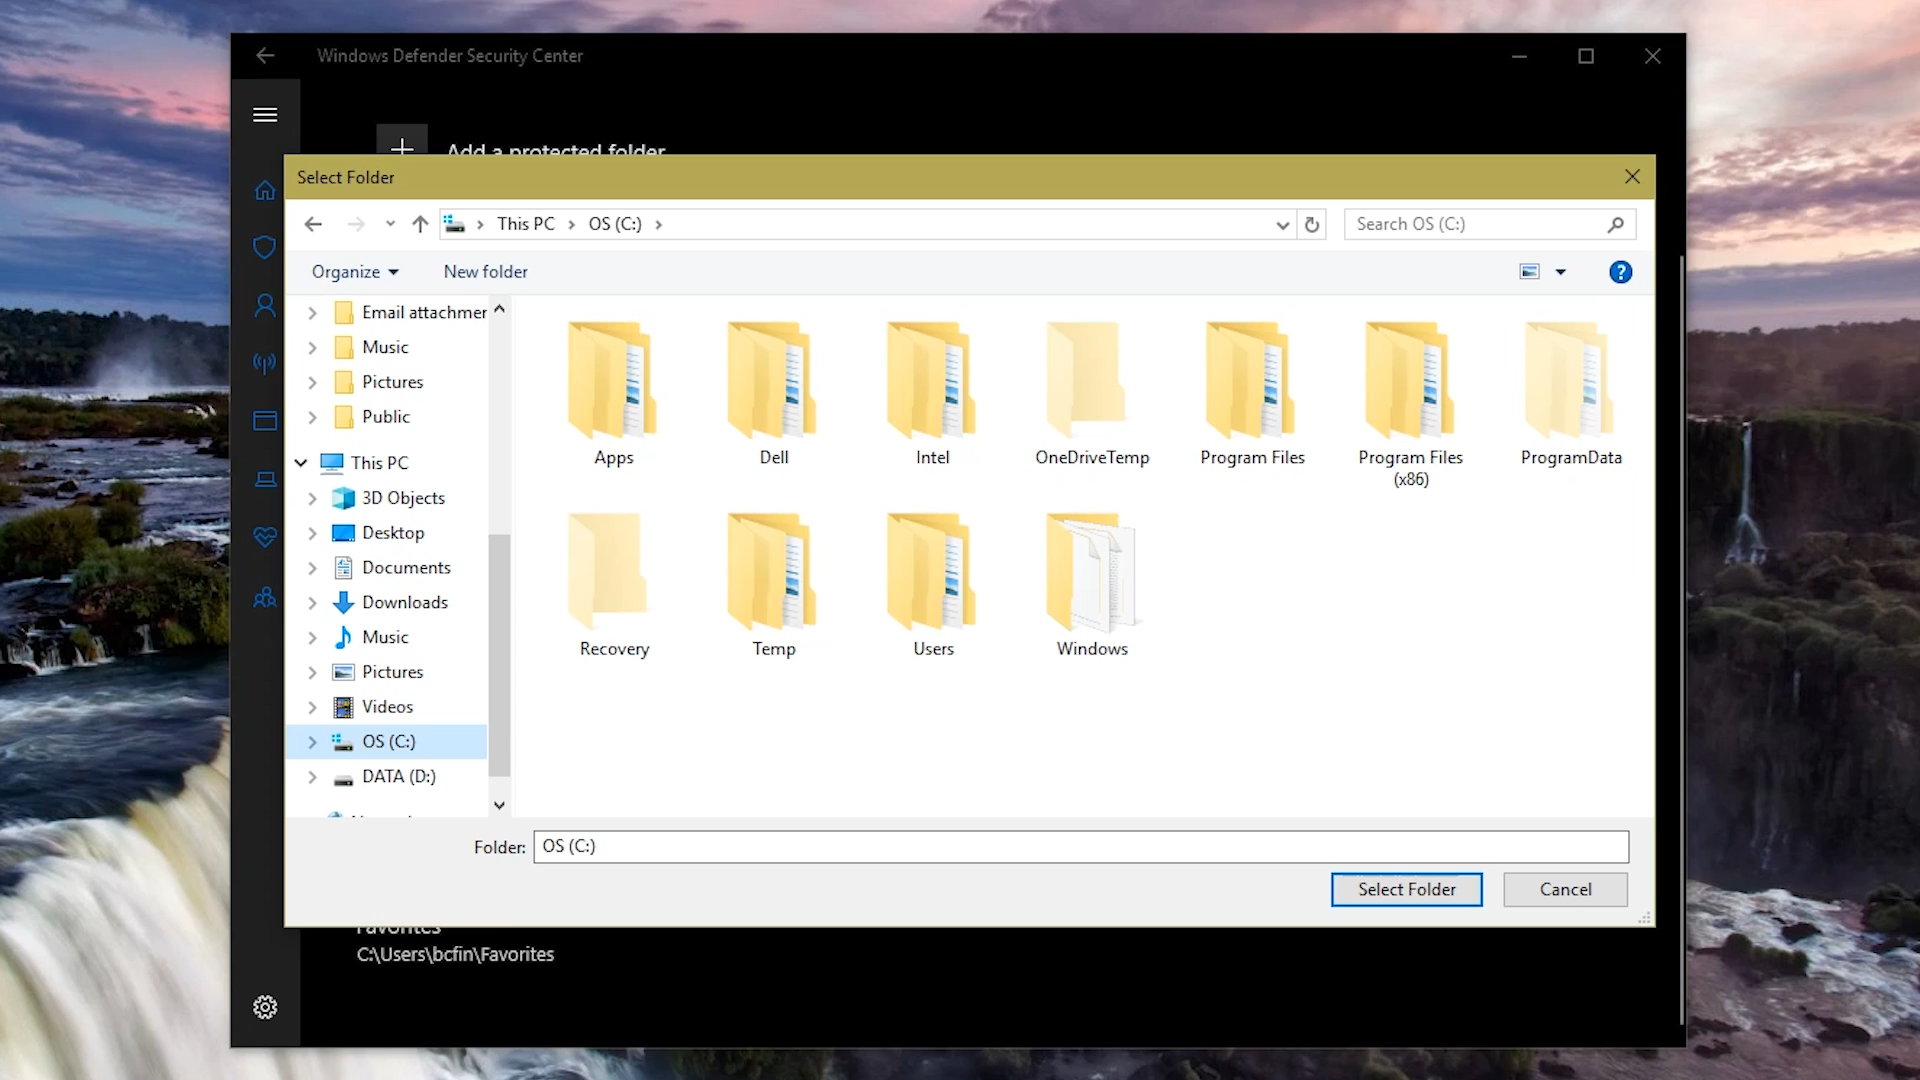 Windows Defender Security Center
Add a protected folder
Select Folder
This PC
OS (C:)
Search OS (C:)
Organize
New folder
Email attachmer
Music
Pictures
Public
This PC
3D Objects
Desktop
Documents
Downloads
Music
Pictures
Videos
OS (C:)
DATA (D:)
Apps
Dell
Intel
OneDriveTemp
Program Files
Program Files
(x86)
ProgramData
Recovery
Temp
Users
Windows
Folder:
OS (C:)
Select Folder
Cancel
Favorites
C:\Users\bcfin\Favorites